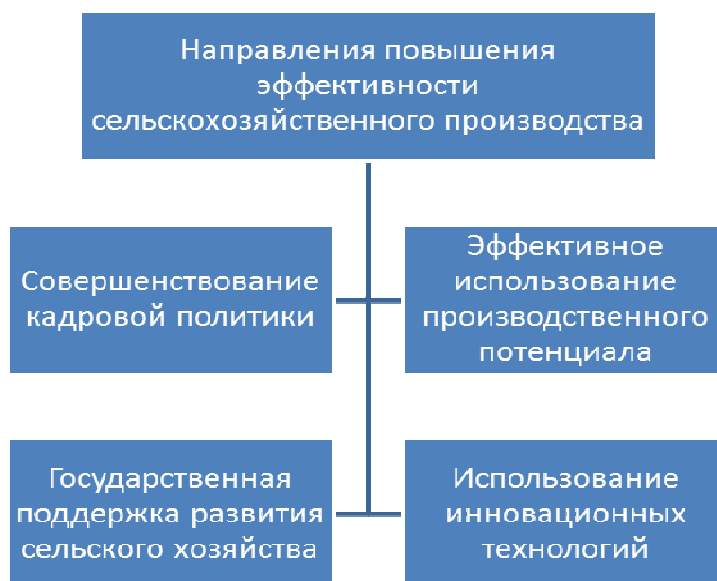 Направления повышения
эффективности
сельскохозяйственного производства
Совершенствование
кадровой политики
Эффективное
использование
производственного
потенциала
Государственная
поддержка развития
сельского хозяйства
Использование
инновационных
технологий